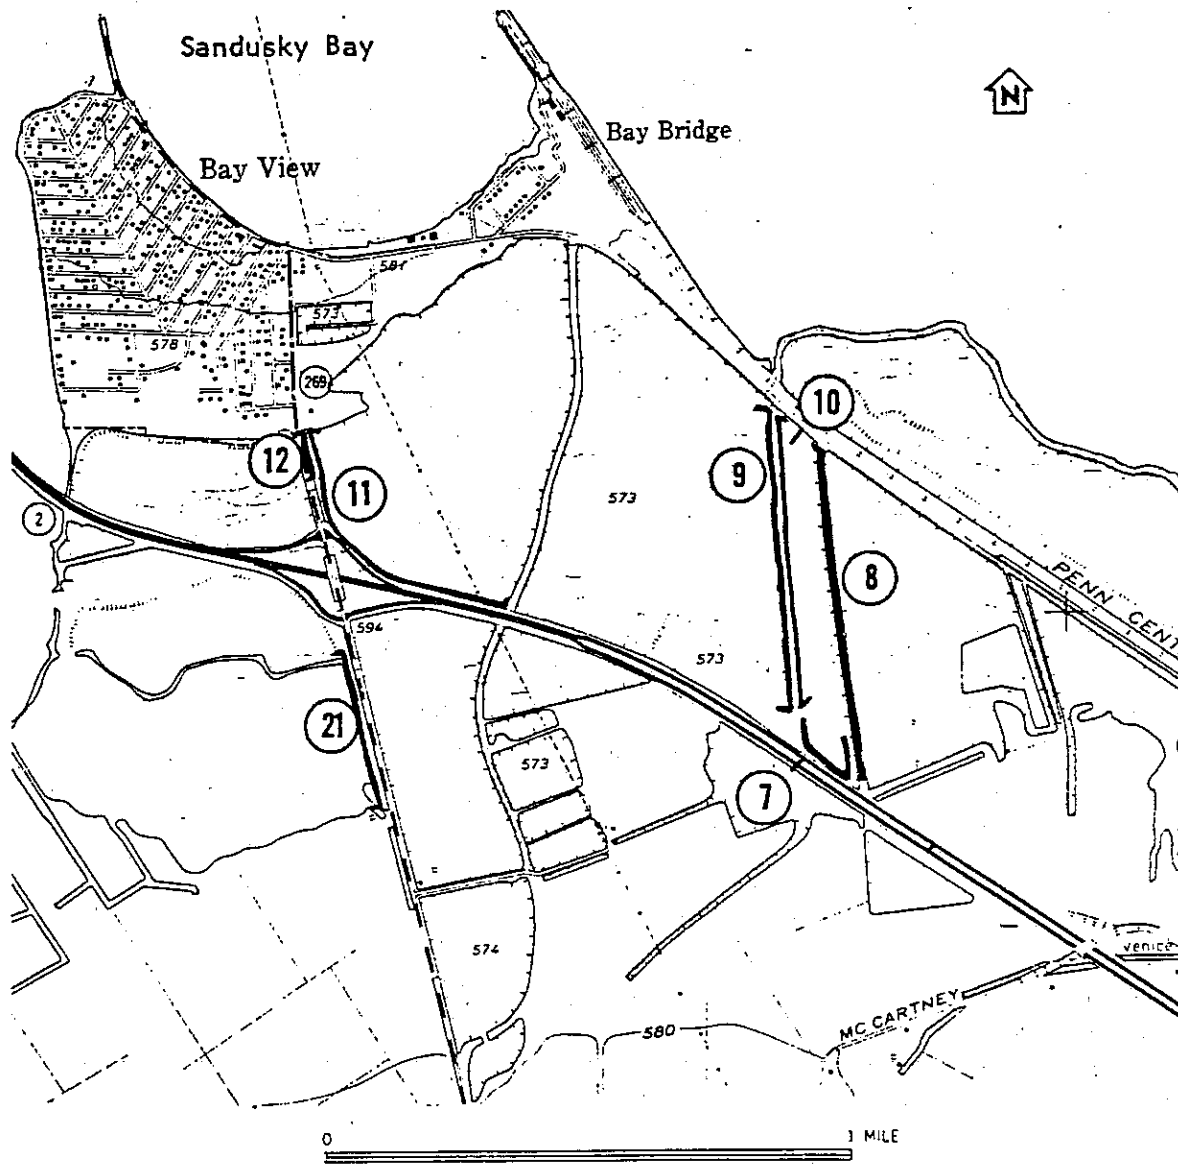 Sandusky Bay
N
Bay Bridge
Bay View
581
573
578
269
10
12
9
11
573
2
8
PENN CENT
594
573
21
573
7
574
Venice
MC CARTNEY
580
0
1 MILE